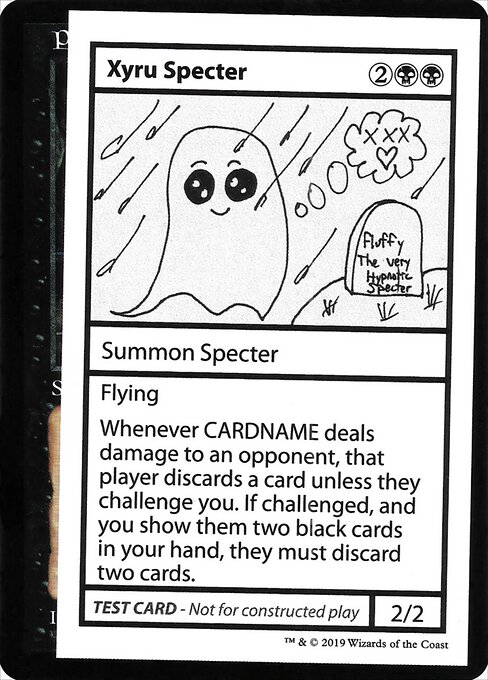 Xyru Specter 2
X X X
Fluffy
The very
Hypnotic
Specter
Summon Specter
Flying
Whenever CARDNAME deals
damage to an opponent, that
player discards a card unless they
challenge you. If challenged, and
you show them two black cards
in your hand, they must discard
two cards.
TEST CARD - Not for constructed play 2/2
™ & © 2019 Wizards of the Coast